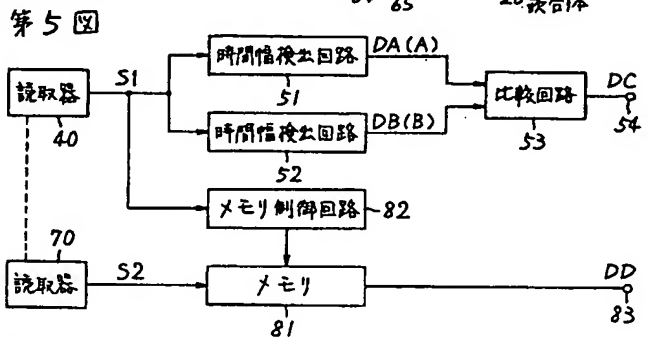 65
第5図
読取器
40
S1
時間幅検出回路
51
DA(A)
時間幅検出回路
52
DB(B)
比較回路
53
DC
54
メモリ制御回路
82
70
読取器
S2
メモリ
81
DD
83